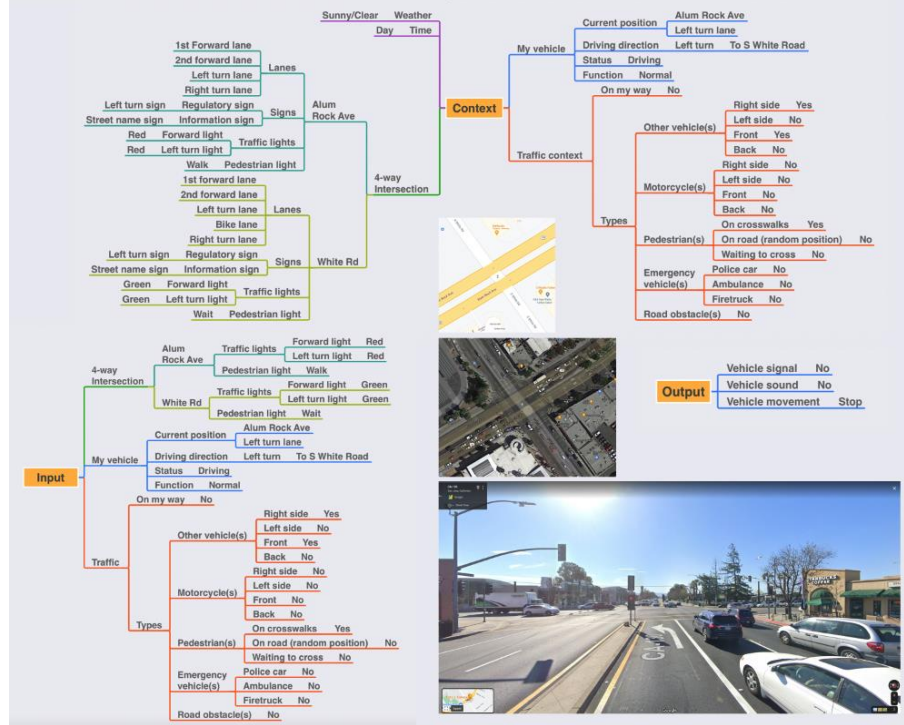 Sunny/Clear Weather
Day Time
1st Forward lane
2nd forward lane
Left turn lane
Right turn lane
Lanes
Left turn sign Regulatory sign
Street name sign Information sign
Signs
Red Forward light
Red Left turn light
Traffic lights
Walk Pedestrian light
Alum
Rock Ave
1st forward lane
2nd forward lane
Left turn lane
Bike lane
Right turn lane
Lanes
Left turn sign Regulatory sign
Street name sign Information sign
Signs
Green Forward light
Green Left turn light
Traffic lights
Wait Pedestrian light
White Rd
4-way
Intersection
Context
My vehicle
Current position
Alum Rock Ave
Left turn lane
Driving direction Left turn To S White Road
Status Driving
Function Normal
Traffic context
On my way No
Types
Other vehicle(s)
Right side Yes
Left side No
Front Yes
Back No
Motorcycle(s)
Right side No
Left side No
Front No
Back No
Pedestrian(s)
On crosswalks Yes
On road (random position) No
Waiting to cross No
Emergency
vehicle(s)
Police car No
Ambulance No
Firetruck No
Road obstacle(s) No
Input
4-way
Intersection
Alum
Rock Ave
Traffic lights
Forward light Red
Left turn light Red
Pedestrian light Walk
White Rd
Traffic lights
Forward light Green
Left turn light Green
Pedestrian light Wait
My vehicle
Current position
Alum Rock Ave
Left turn lane
Driving direction Left turn To S White Road
Status Driving
Function Normal
Traffic
On my way No
Types
Other vehicle(s)
Right side Yes
Left side No
Front Yes
Back No
Motorcycle(s)
Right side No
Left side No
Front No
Back No
Pedestrian(s)
On crosswalks Yes
On road (random position) No
Waiting to cross No
Emergency
vehicle(s)
Police car No
Ambulance No
Firetruck No
Road obstacle(s) No
Output
Vehicle signal No
Vehicle sound No
Vehicle movement Stop
STARBUCKS COFFEE